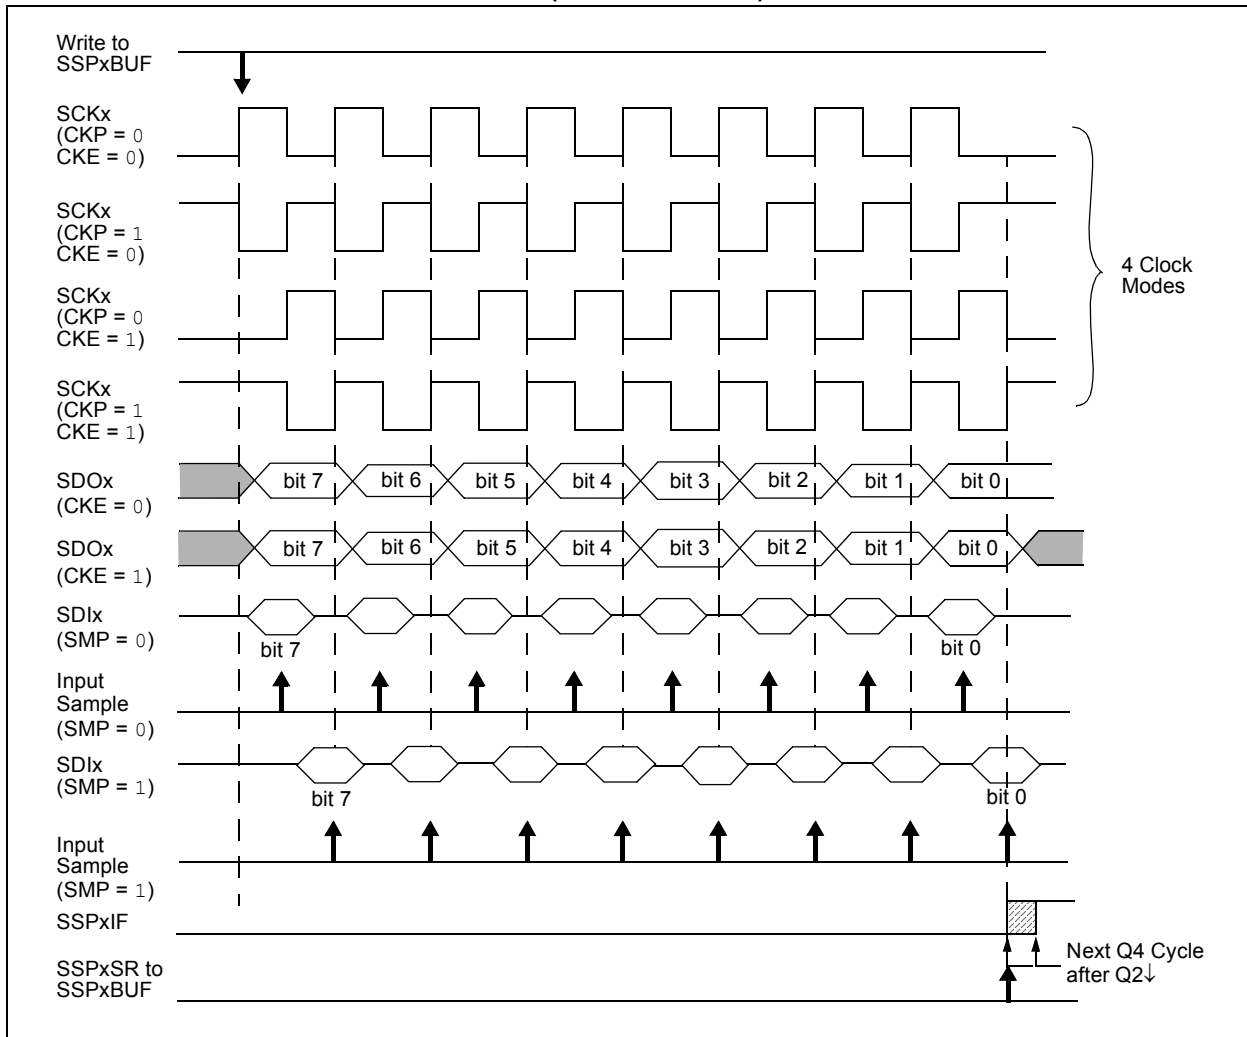 Write to
SSPxBUF
SCKx
(CKP = 0
CKE = 0)
SCKx
(CKP = 1
CKE = 0)
4 Clock
Modes
SCKx
(CKP = 0
CKE = 1)
SCKx
(CKP = 1
CKE = 1)
SDOx
(CKE = 0)
bit 7 bit 6 bit 5 bit 4 bit 3 bit 2 bit 1 bit 0
SDOx
(CKE = 1)
bit 7 bit 6 bit 5 bit 4 bit 3 bit 2 bit 1 bit 0
SDIx
(SMP = 0)
bit 7 bit 0
Input
Sample
(SMP = 0)
SDIx
(SMP = 1)
bit 7 bit 0
Input
Sample
(SMP = 1)
SSPxIF
SSPxSR to
SSPxBUF
Next Q4 Cycle
after Q2↓